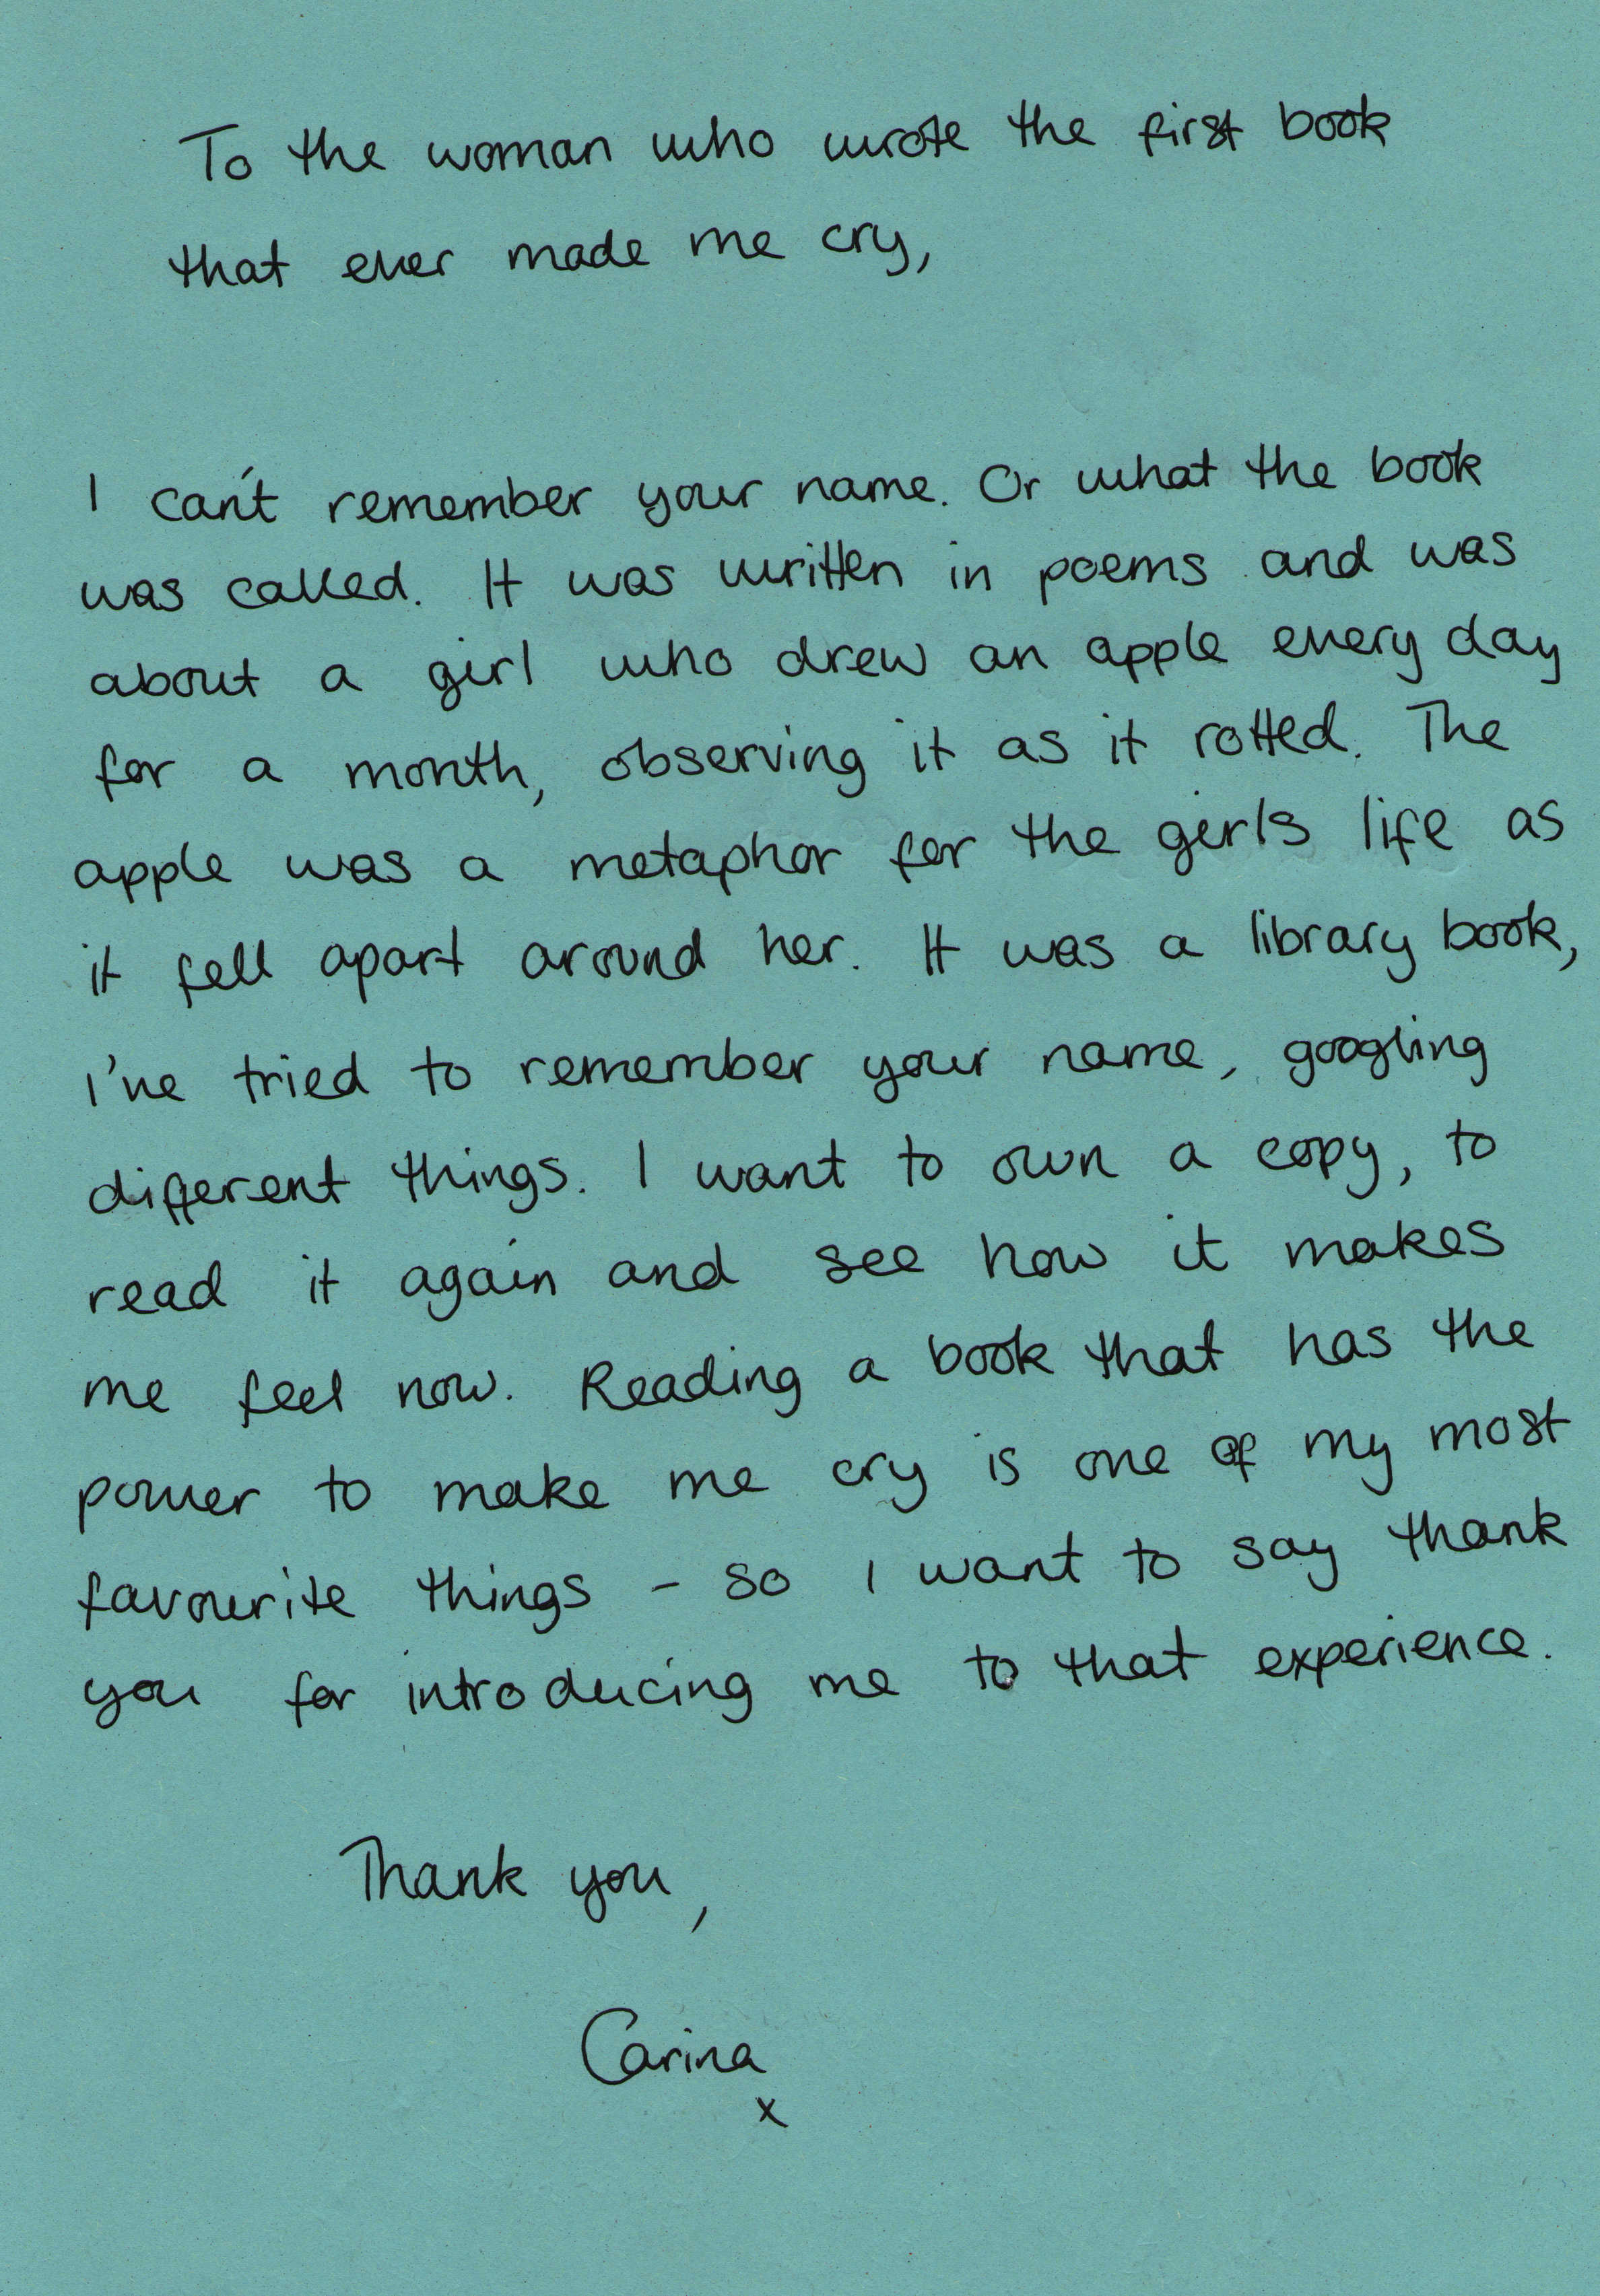 To the woman who wrote the first book
that ever made me cry,
I can't remember your name. Or what the book
was called. It was written in poems and was
about a girl who drew an apple every day
for a month, observing it as it rotted. The
apple was a metaphor for the girls life as
it fell apart around her. It was a library book,
I've tried to remember your name, googling
different things. I want to own a copy, to
read it again and see how it makes
me feel now. Reading a book that has the
power to make me cry is one of my most
favourite things - so I want to say thank
you for introducing me to that experience.
Thank you,
Carina
x